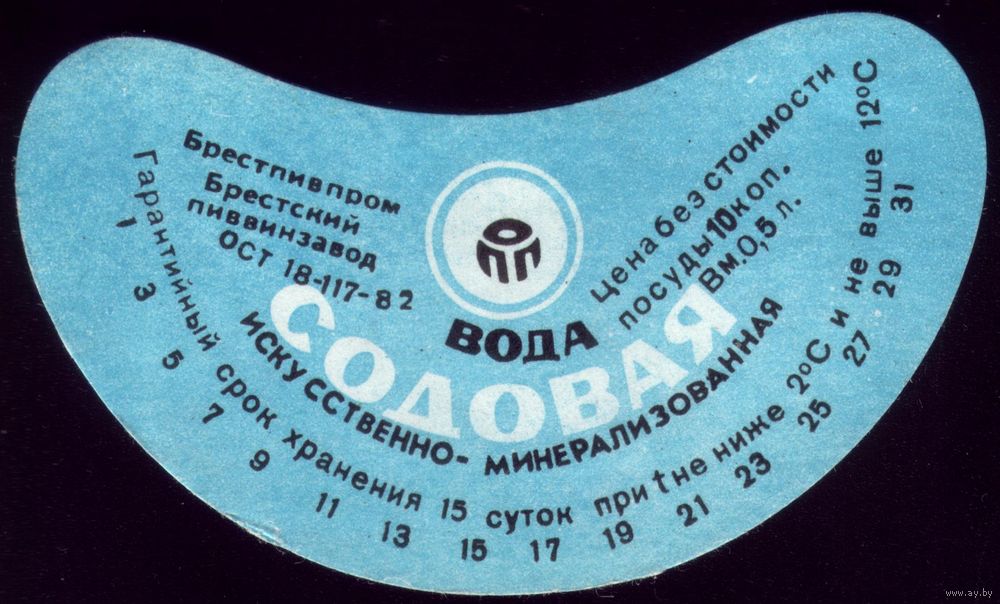 Брестпивпром
Брестский
пиввинзавод
ОСТ 18-117-82
Цена без стоимости
посуды 10 коп.
Вм. 0,5 л.
ОПП
ВОДА
СОДОВАЯ
ИСКУССТВЕННО-МИНЕРАЛИЗОВАННАЯ
Гарантийный срок хранения 15 суток при t не ниже 2°С и не выше 12°С
1 3 5 7 9 11 13 15 17 19 21 23 25 27 29 31
www.ay.by